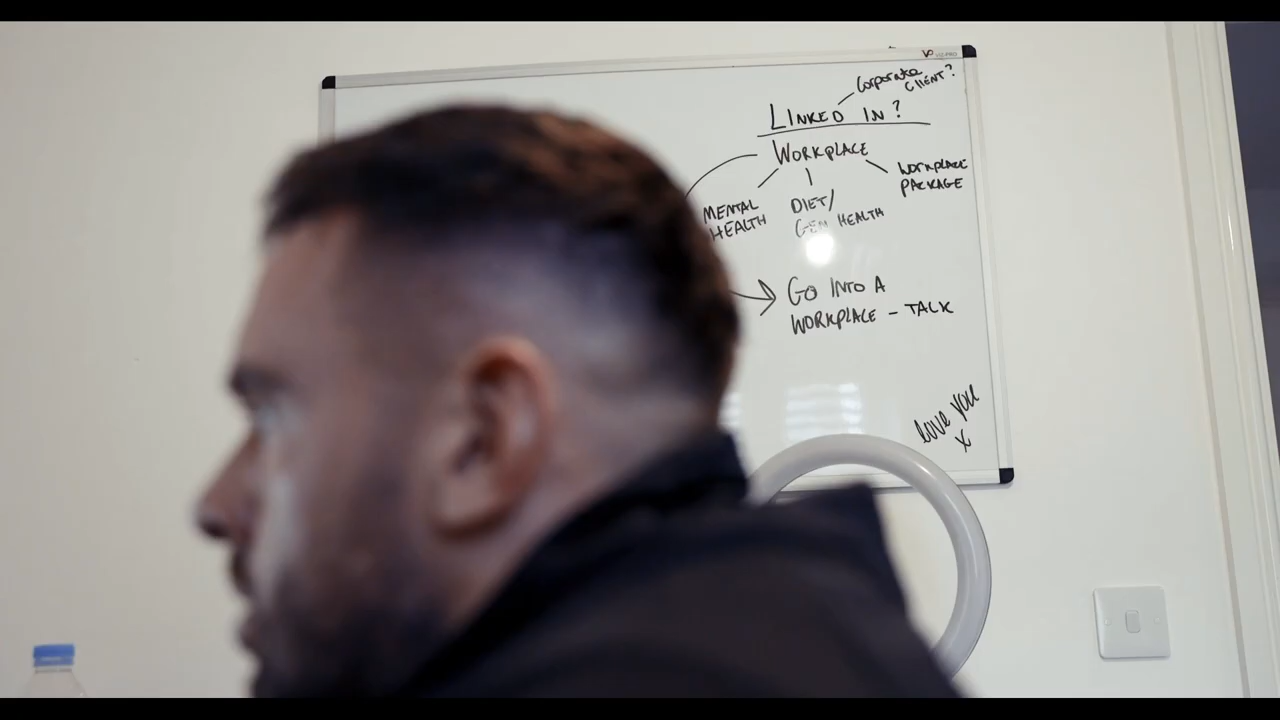 Corporate
CLIENT?
LINKED IN?
WORKPLACE
WORKPLACE
PACKAGE
MENTAL
HEALTH
DIET/
GEN HEALTH
GO INTO A
WORKPLACE - TALK
love you
x